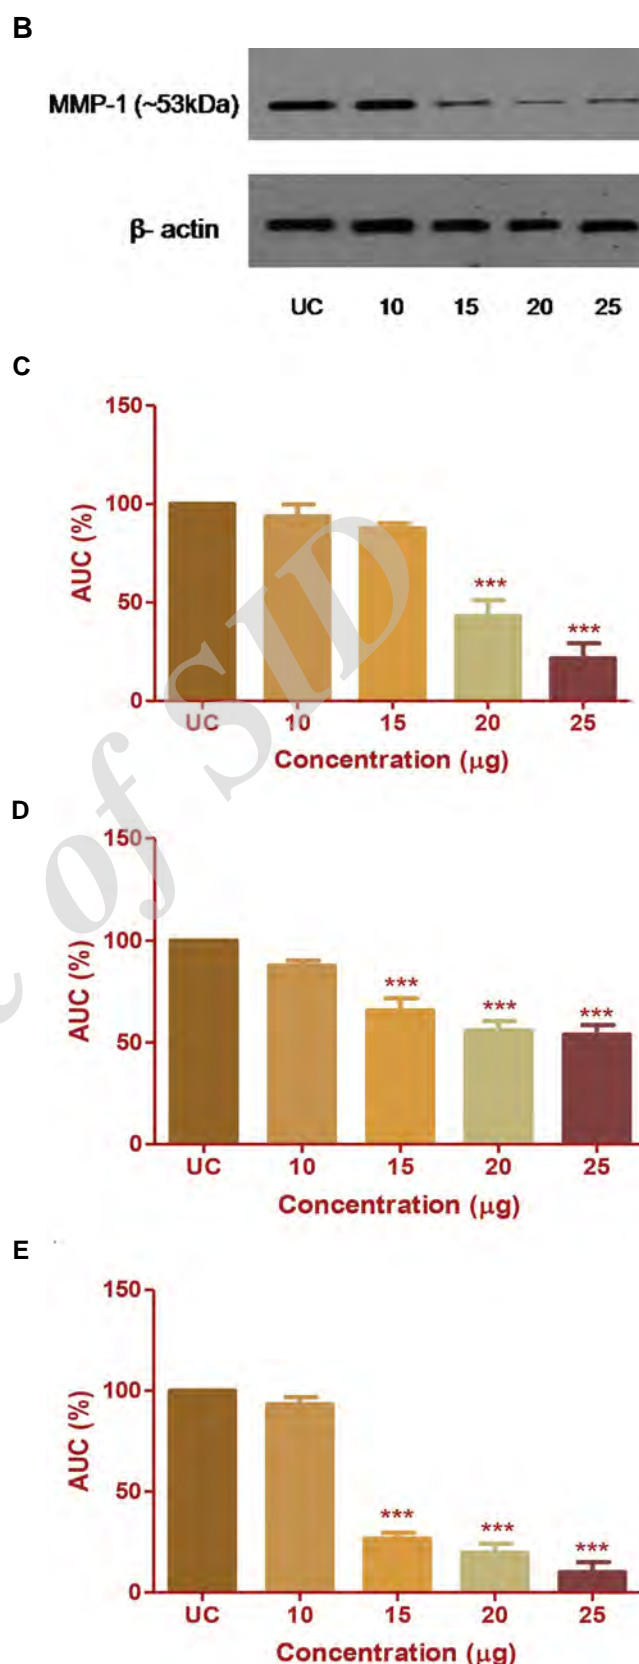 B
MMP-1 (~53kDa)
β- actin
UC 10 15 20 25
C
150
100
50
0
AUC (%)
***
***
UC 10 15 20 25
Concentration (μg)
D
150
100
50
0
AUC (%)
***
***
***
UC 10 15 20 25
Concentration (μg)
E
150
100
50
0
AUC (%)
***
***
***
UC 10 15 20 25
Concentration (μg)
of SID